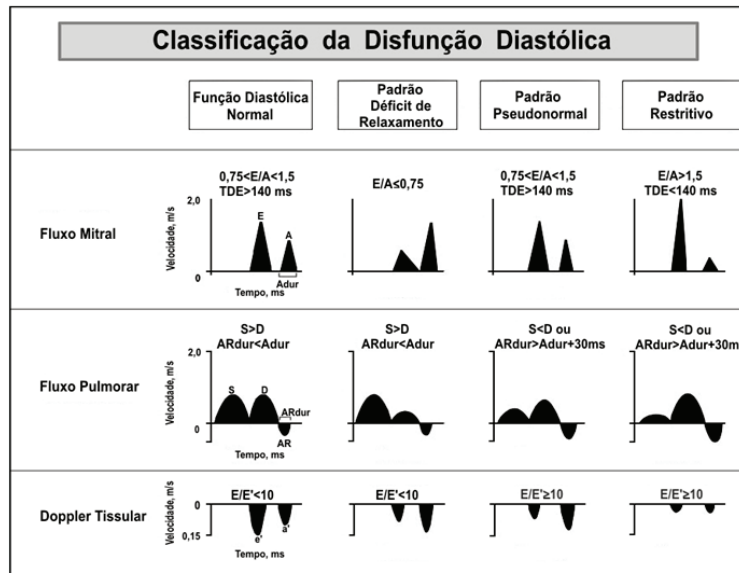 Classificação da Disfunção Diastólica
Função Diastólica
Normal
Padrão
Déficit de
Relaxamento
Padrão
Pseudonormal
Padrão
Restritivo
Fluxo Mitral
0,75<E/A<1,5
TDE>140 ms
2,0
Velocidade, m/s
0
E
A
Adur
Tempo, ms
E/A≤0,75
0,75<E/A<1,5
TDE>140 ms
E/A>1,5
TDE<140 ms
Fluxo Pulmorar
S>D
ARdur<Adur
2,0
Velocidade, m/s
0
S
D
ARdur
AR
Tempo, ms
S>D
ARdur<Adur
S<D ou
ARdur>Adur+30ms
S<D ou
ARdur>Adur+30ms
Doppler Tissular
E/E'<10
0
Velocidade, m/s
0,15
e'
a'
Tempo, ms
E/E'<10
E/E'≥10
E/E'≥10